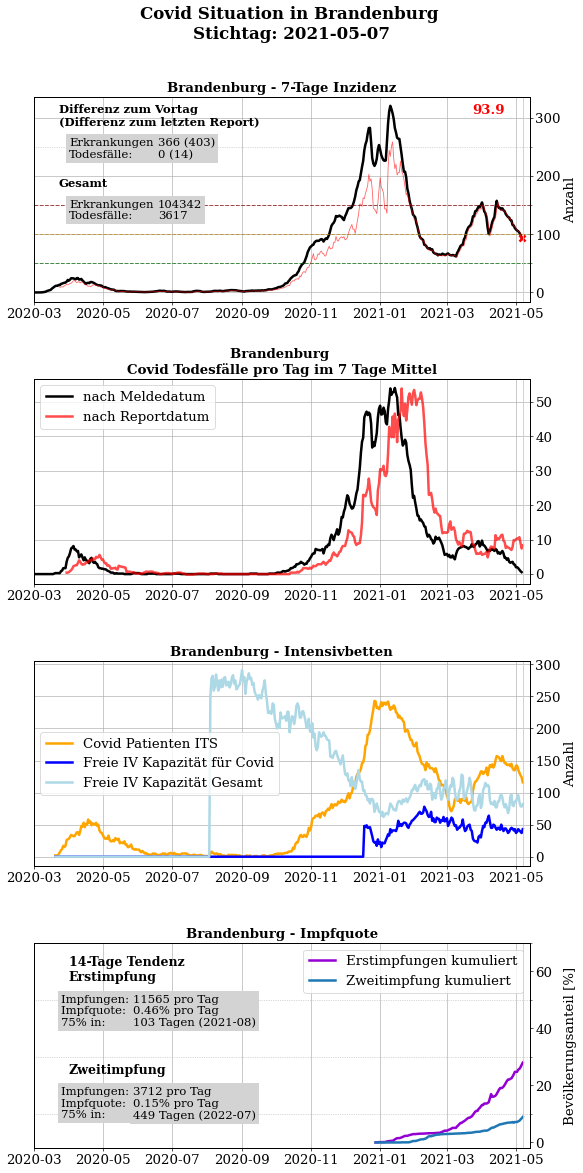 Covid Situation in Brandenburg
Stichtag: 2021-05-07
Brandenburg - 7-Tage Inzidenz
Differenz zum Vortag
(Differenz zum letzten Report)
93.9
Erkrankungen 366 (403)
Todesfälle: 0 (14)
Gesamt
Erkrankungen 104342
Todesfälle: 3617
300
200
100
0
Anzahl
2020-03 2020-05 2020-07 2020-09 2020-11 2021-01 2021-03 2021-05
Brandenburg
Covid Todesfälle pro Tag im 7 Tage Mittel
nach Meldedatum
nach Reportdatum
50
40
30
20
10
0
2020-03 2020-05 2020-07 2020-09 2020-11 2021-01 2021-03 2021-05
Brandenburg - Intensivbetten
Covid Patienten ITS
Freie IV Kapazität für Covid
Freie IV Kapazität Gesamt
300
250
200
150
100
50
0
Anzahl
2020-03 2020-05 2020-07 2020-09 2020-11 2021-01 2021-03 2021-05
Brandenburg - Impfquote
14-Tage Tendenz
Erstimpfung
Erstimpfungen kumuliert
Zweitimpfung kumuliert
Impfungen: 11565 pro Tag
Impfquote: 0.46% pro Tag
75% in: 103 Tagen (2021-08)
Zweitimpfung
Impfungen: 3712 pro Tag
Impfquote: 0.15% pro Tag
75% in: 449 Tagen (2022-07)
60
40
20
0
Bevölkerungsanteil [%]
2020-03 2020-05 2020-07 2020-09 2020-11 2021-01 2021-03 2021-05